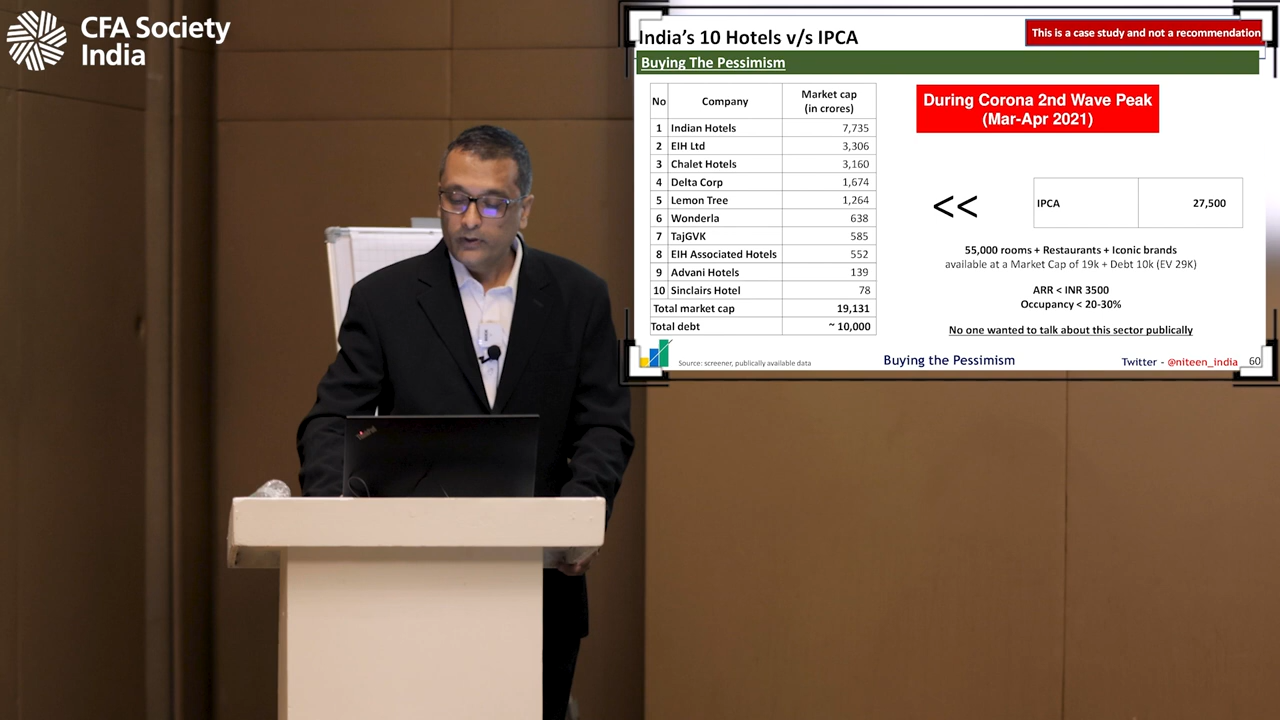 CFA Society
India
India's 10 Hotels v/s IPCA
This is a case study and not a recommendation
Buying The Pessimism
No Company Market cap (in crores)
1 Indian Hotels 7,735
2 EIH Ltd 3,306
3 Chalet Hotels 3,160
4 Delta Corp 1,674
5 Lemon Tree 1,264
6 Wonderla 638
7 TajGVK 585
8 EIH Associated Hotels 552
9 Advani Hotels 139
10 Sinclairs Hotel 78
Total market cap 19,131
Total debt ~ 10,000
During Corona 2nd Wave Peak
(Mar-Apr 2021)
<<
IPCA 27,500
55,000 rooms + Restaurants + Iconic brands
available at a Market Cap of 19k + Debt 10k (EV 29K)
ARR < INR 3500
Occupancy < 20-30%
No one wanted to talk about this sector publically
Source: screener, publically available data
Buying the Pessimism
Twitter - @niteen_india
60